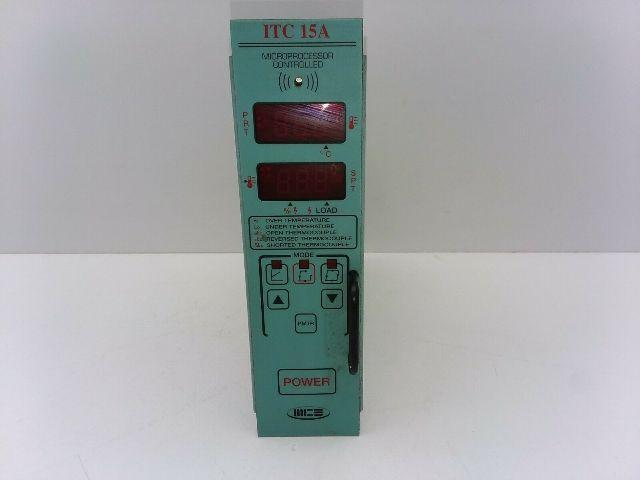 ITC 15A
MICROPROCESSOR
CONTROLLED
PRT
°C
SPT
% LOAD
OVER TEMPERATURE
UNDER TEMPERATURE
OPEN THERMOCOUPLE
REVERSED THERMOCOUPLE
SHORTED THERMOCOUPLE
MODE
POWER